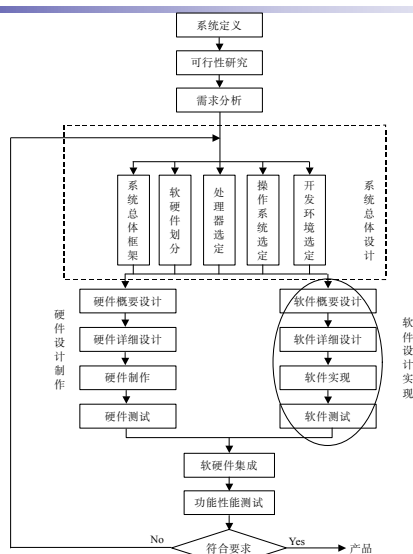 系统定义
可行性研究
需求分析
系统总体框架
软硬件划分
处理器选定
操作系统选定
开发环境选定
系统总体设计
硬件概要设计
硬件详细设计
硬件制作
硬件测试
硬件设计制作
软件概要设计
软件详细设计
软件实现
软件测试
软件设计实现
软硬件集成
功能性能测试
No
符合要求
Yes
产品